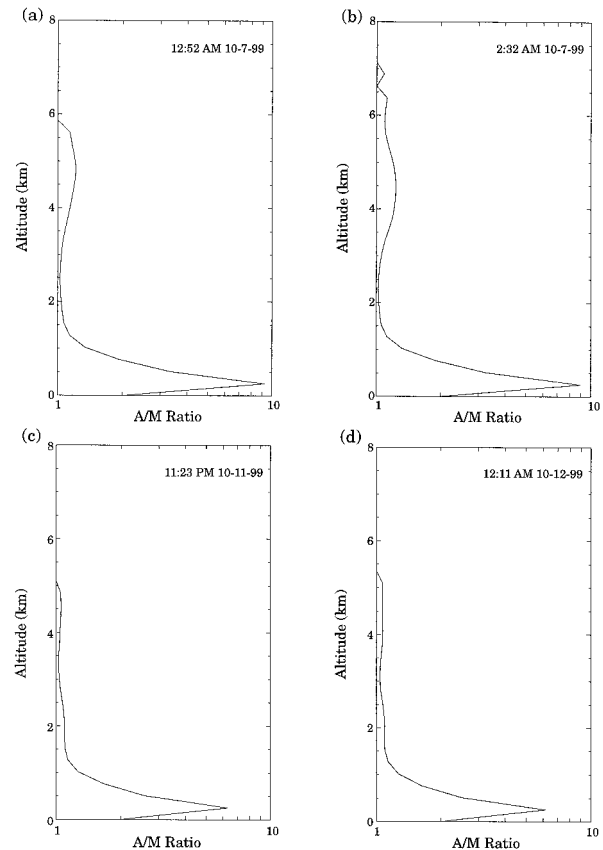 (a)
12:52 AM 10-7-99
Altitude (km)
8
6
4
2
0
1
10
A/M Ratio
(b)
2:32 AM 10-7-99
Altitude (km)
8
6
4
2
0
1
10
A/M Ratio
(c)
11:23 PM 10-11-99
Altitude (km)
8
6
4
2
0
1
10
A/M Ratio
(d)
12:11 AM 10-12-99
Altitude (km)
8
6
4
2
0
1
10
A/M Ratio